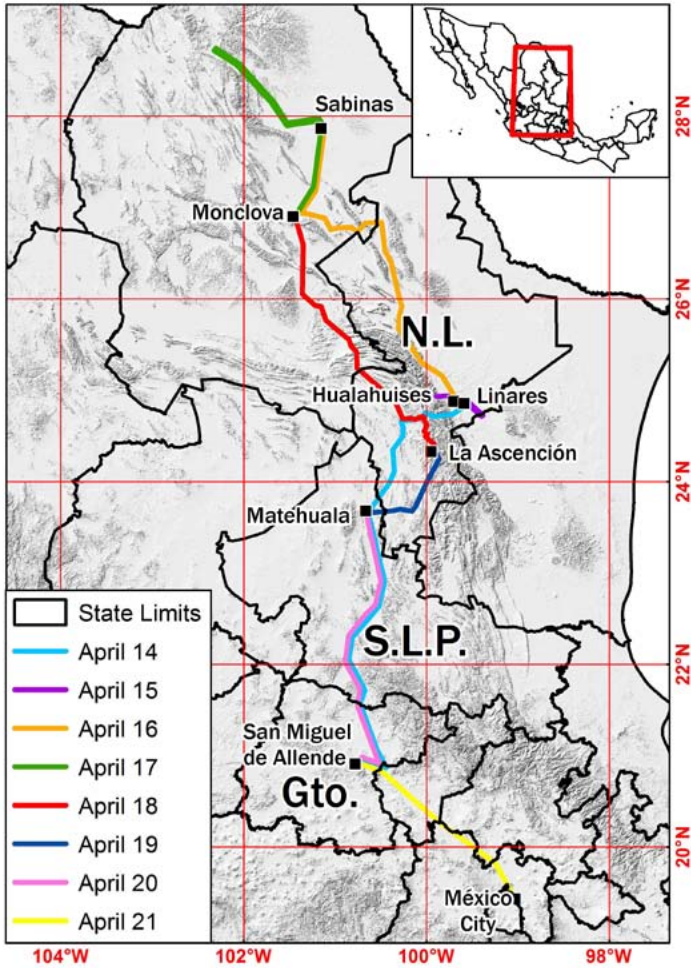 Sabinas
28°N
Monclova
26°N
N.L.
Hualahuises
Linares
La Ascención
24°N
Matehuala
State Limits
April 14
April 15
April 16
April 17
April 18
April 19
April 20
April 21
S.L.P.
22°N
San Miguel
de Allende
Gto.
20°N
México
City
104°W
102°W
100°W
98°W